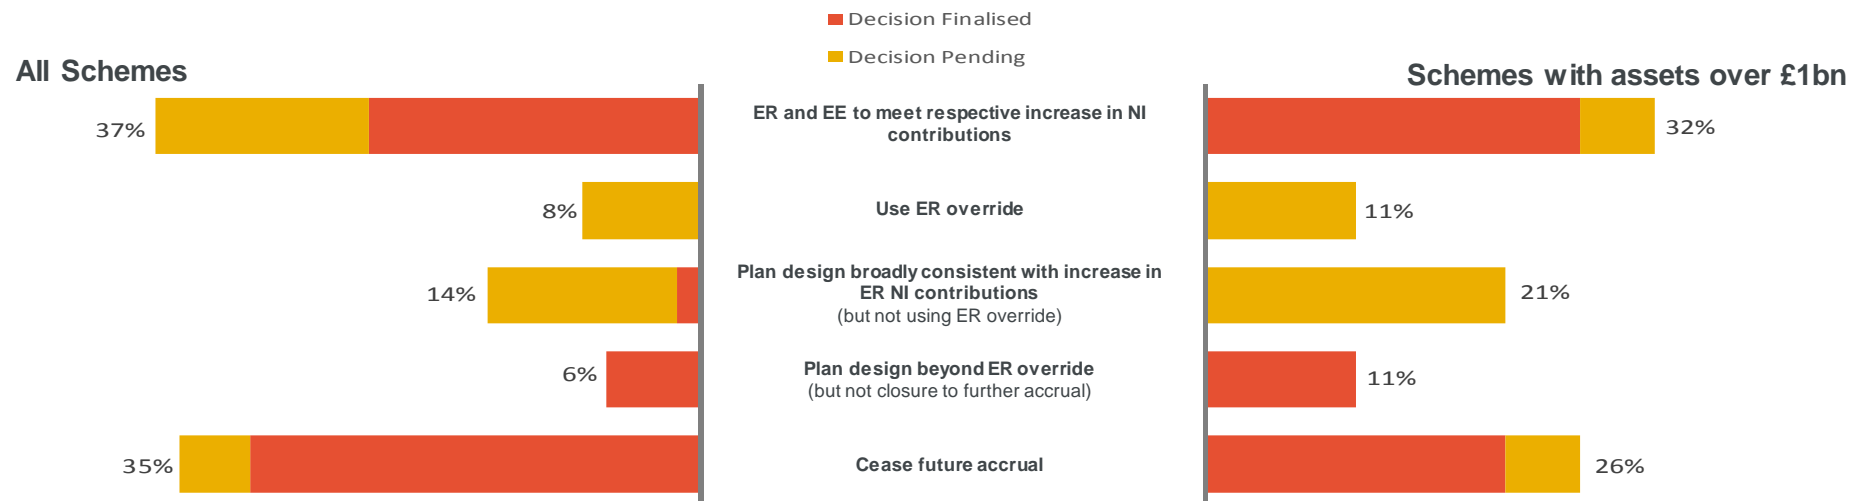 Decision Finalised
Decision Pending
All Schemes
Schemes with assets over £1bn
37%
ER and EE to meet respective increase in NI
contributions
32%
8%
Use ER override
11%
14%
Plan design broadly consistent with increase in
ER NI contributions
(but not using ER override)
21%
6%
Plan design beyond ER override
(but not closure to further accrual)
11%
35%
Cease future accrual
26%